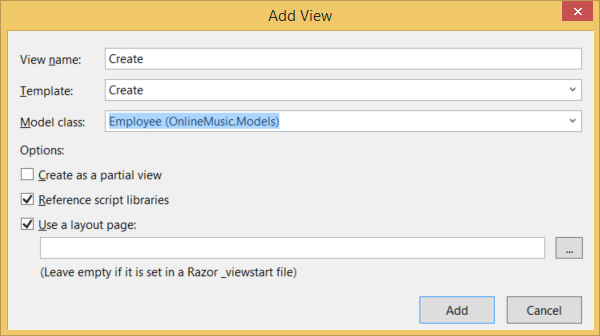 Add View
View name: Create
Template: Create
Model class: Employee (OnlineMusic.Models)
Options:
Create as a partial view
Reference script libraries
Use a layout page:
...
(Leave empty if it is set in a Razor _viewstart file)
Add Cancel